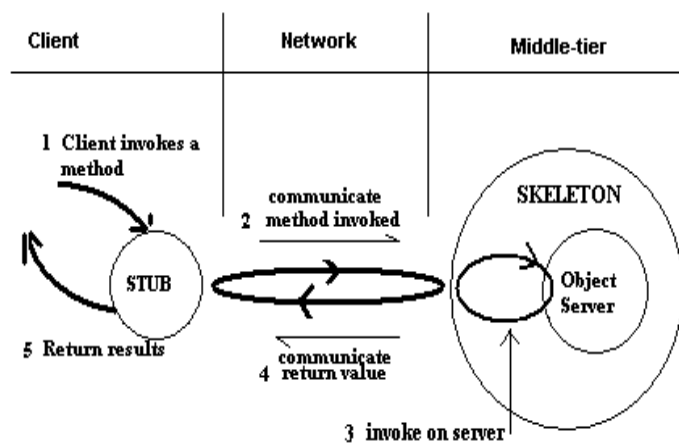 Client
Network
Middle-tier
1 Client invokes a
method
communicate
2 method invoked
SKELETON
STUB
Object
Server
5 Return results
communicate
4 return value
3 invoke on server